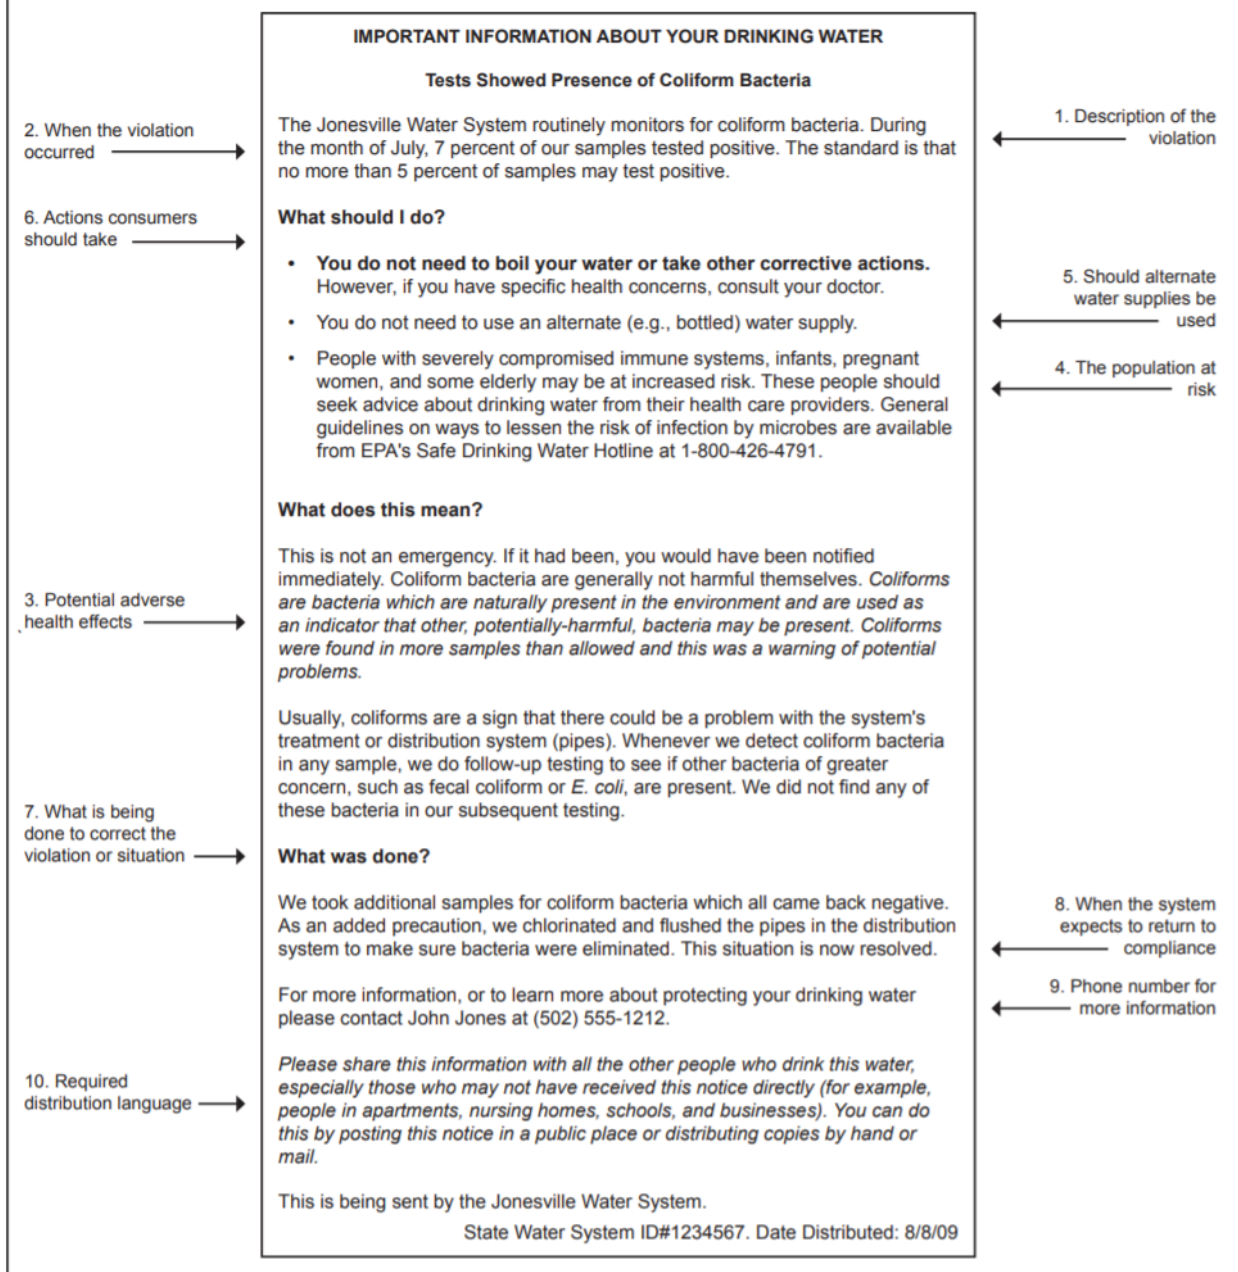 IMPORTANT INFORMATION ABOUT YOUR DRINKING WATER
Tests Showed Presence of Coliform Bacteria
2. When the violation
occurred
The Jonesville Water System routinely monitors for coliform bacteria. During
the month of July, 7 percent of our samples tested positive. The standard is that
no more than 5 percent of samples may test positive.
1. Description of the
violation
6. Actions consumers
should take
What should I do?
• You do not need to boil your water or take other corrective actions.
However, if you have specific health concerns, consult your doctor.
• You do not need to use an alternate (e.g., bottled) water supply.
5. Should alternate
water supplies be
used
• People with severely compromised immune systems, infants, pregnant
women, and some elderly may be at increased risk. These people should
seek advice about drinking water from their health care providers. General
guidelines on ways to lessen the risk of infection by microbes are available
from EPA's Safe Drinking Water Hotline at 1-800-426-4791.
4. The population at
risk
What does this mean?
3. Potential adverse
health effects
This is not an emergency. If it had been, you would have been notified
immediately. Coliform bacteria are generally not harmful themselves. Coliforms
are bacteria which are naturally present in the environment and are used as
an indicator that other, potentially-harmful, bacteria may be present. Coliforms
were found in more samples than allowed and this was a warning of potential
problems.
Usually, coliforms are a sign that there could be a problem with the system's
treatment or distribution system (pipes). Whenever we detect coliform bacteria
in any sample, we do follow-up testing to see if other bacteria of greater
concern, such as fecal coliform or E. coli, are present. We did not find any of
these bacteria in our subsequent testing.
7. What is being
done to correct the
violation or situation
What was done?
We took additional samples for coliform bacteria which all came back negative.
As an added precaution, we chlorinated and flushed the pipes in the distribution
system to make sure bacteria were eliminated. This situation is now resolved.
8. When the system
expects to return to
compliance
For more information, or to learn more about protecting your drinking water
please contact John Jones at (502) 555-1212.
9. Phone number for
more information
10. Required
distribution language
Please share this information with all the other people who drink this water,
especially those who may not have received this notice directly (for example,
people in apartments, nursing homes, schools, and businesses). You can do
this by posting this notice in a public place or distributing copies by hand or
mail.
This is being sent by the Jonesville Water System.
State Water System ID#1234567. Date Distributed: 8/8/09